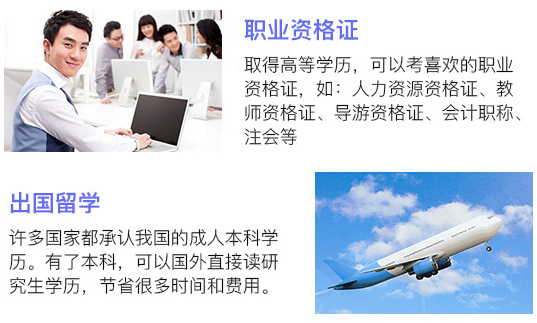 职业资格证
取得高等学历，可以考喜欢的职业
资格证，如：人力资源资格证、教
师资格证、导游资格证、会计职称、
注会等
出国留学
许多国家都承认我国的成人本科学
历。有了本科，可以国外直接读研
究生学历，节省很多时间和费用。